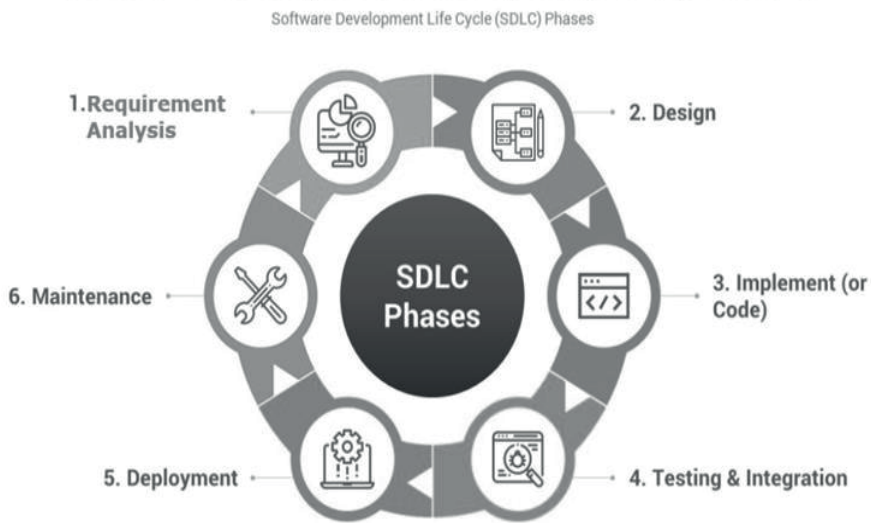 Software Development Life Cycle (SDLC) Phases
1.Requirement
Analysis
2. Design
3. Implement (or
Code)
4. Testing & Integration
5. Deployment
6. Maintenance
SDLC
Phases